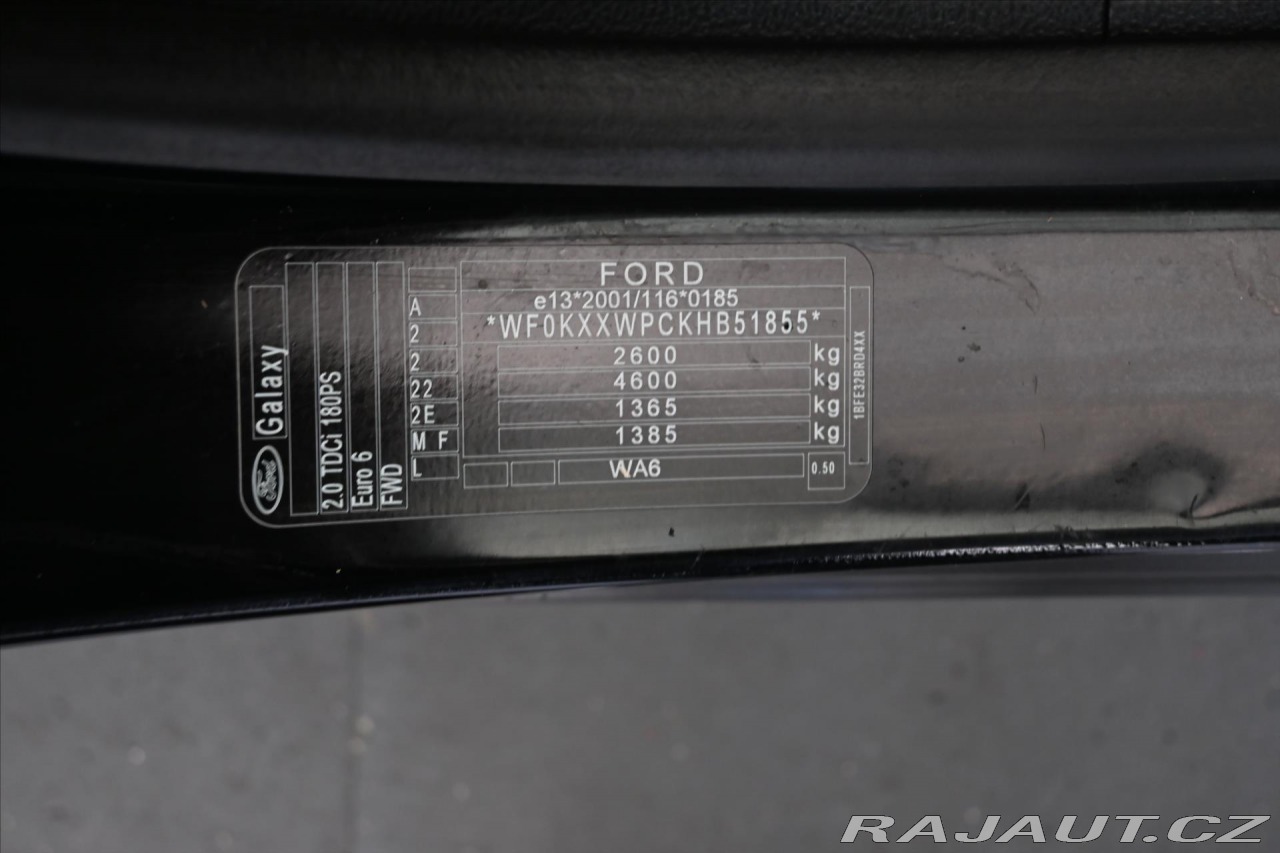 FORD
e13*2001/116*0185
*WF0KXXWPCKHB51855*
2600 kg
4600 kg
1365 kg
1385 kg
WA6
0.50
1BFE32BRD4XX
A
2
2
22
2E
M F
L
Ford
Galaxy
2.0 TDCi 180PS
Euro 6
FWD
RAJAUT.CZ